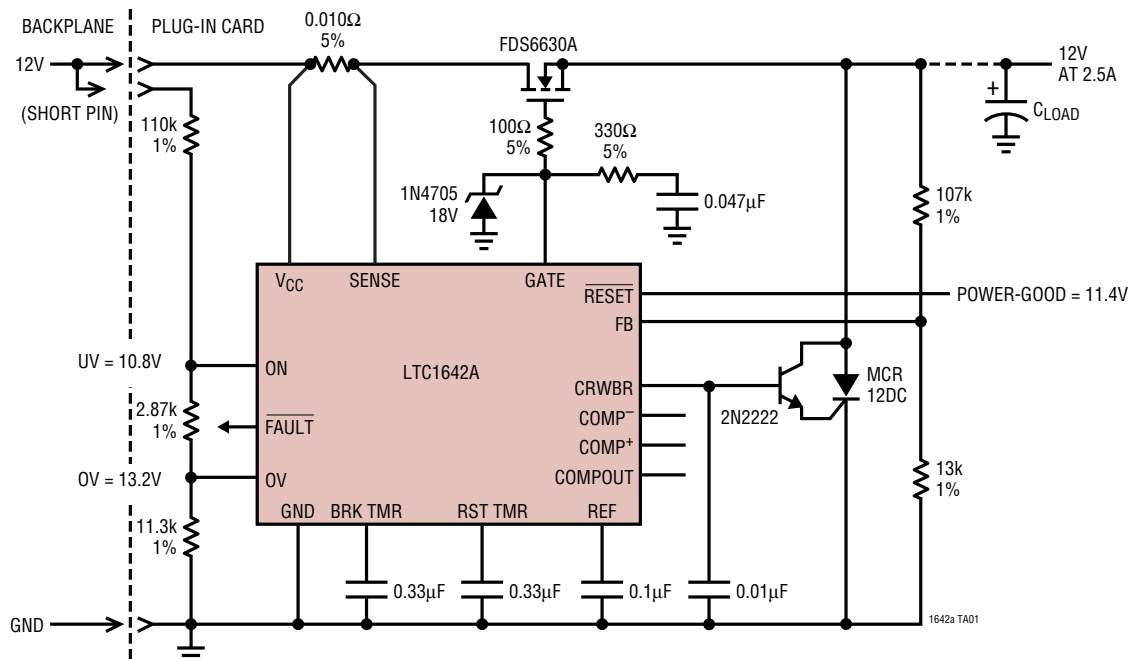 BACKPLANE
PLUG-IN CARD
0.010Ω
5%
FDS6630A
12V
12V
AT 2.5A
(SHORT PIN)
+
CLOAD
110k
1%
100Ω
5%
330Ω
5%
1N4705
18V
0.047µF
107k
1%
VCC
SENSE
GATE
RESET
POWER-GOOD = 11.4V
FB
UV = 10.8V
ON
LTC1642A
CRWBR
MCR
12DC
2N2222
2.87k
1%
FAULT
COMP–
COMP+
OV = 13.2V
OV
COMPOUT
13k
1%
GND
BRK TMR
RST TMR
REF
11.3k
1%
0.33µF
0.33µF
0.1µF
0.01µF
GND
1642a TA01